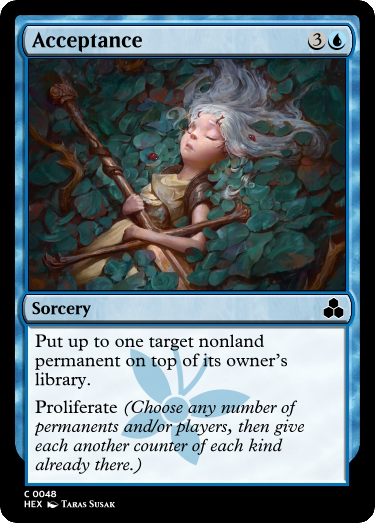 Acceptance 3
Sorcery
Put up to one target nonland
permanent on top of its owner's
library.
Proliferate (Choose any number of
permanents and/or players, then give
each another counter of each kind
already there.)
C 0048
HEX Taras Susak